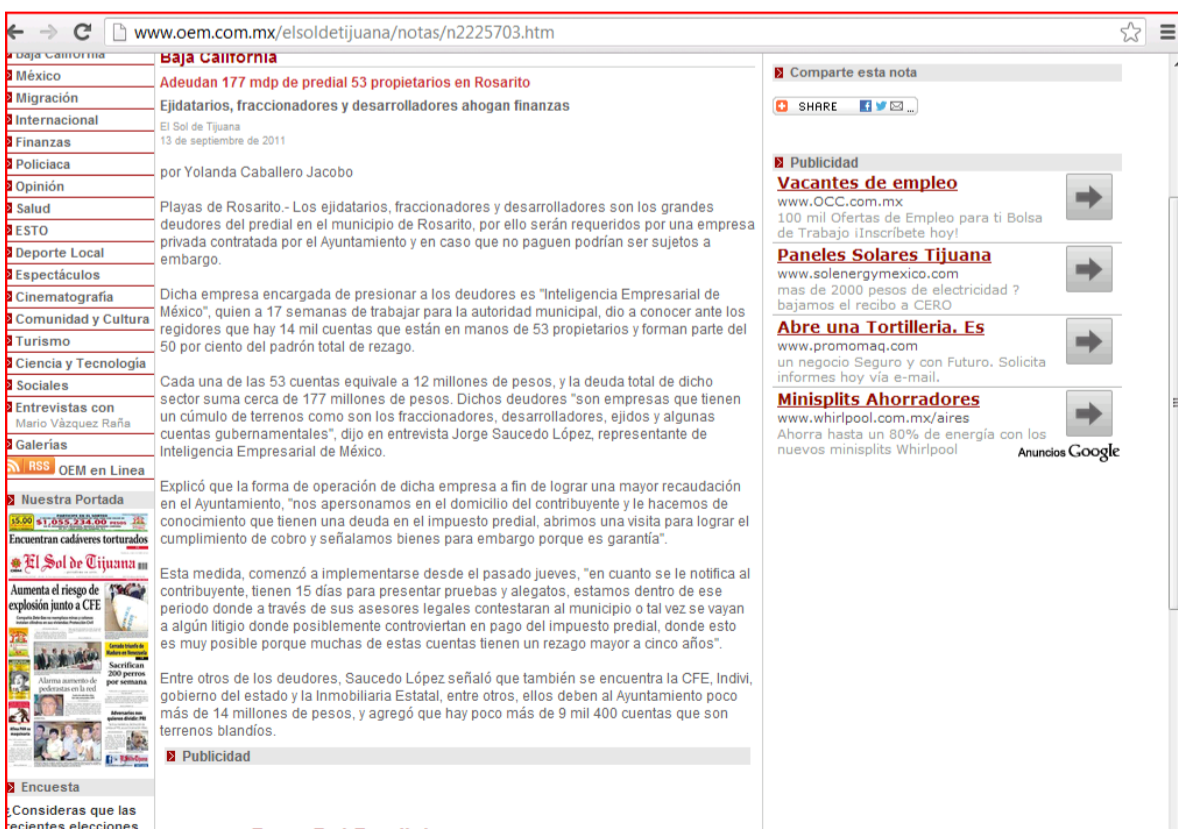 www.oem.com.mx/elsoldetijuana/notas/n2225703.htm
Baja California
México
Migración
Internacional
Finanzas
Policiaca
Opinión
Salud
ESTO
Deporte Local
Espectáculos
Cinematografía
Comunidad y Cultura
Turismo
Ciencia y Tecnología
Sociales
Entrevistas con
Mario Vázquez Raña
Galerías
RSS OEM en Linea
Nuestra Portada
$5.00 $1,055,234.00
Encuentran cadáveres torturados
El Sol de Tijuana
Aumenta el riesgo de
explosión junto a CFE
Sacrifican
200 perros
por semana
Alarma aumento de
pederastas en la red
Encuesta
¿Consideras que las
recientes elecciones
Baja California
Adeudan 177 mdp de predial 53 propietarios en Rosarito
Ejidatarios, fraccionadores y desarrolladores ahogan finanzas
El Sol de Tijuana
13 de septiembre de 2011
por Yolanda Caballero Jacobo
Playas de Rosarito.- Los ejidatarios, fraccionadores y desarrolladores son los grandes
deudores del predial en el municipio de Rosarito, por ello serán requeridos por una empresa
privada contratada por el Ayuntamiento y en caso que no paguen podrían ser sujetos a
embargo.
Dicha empresa encargada de presionar a los deudores es "Inteligencia Empresarial de
México", quien a 17 semanas de trabajar para la autoridad municipal, dio a conocer ante los
regidores que hay 14 mil cuentas que están en manos de 53 propietarios y forman parte del
50 por ciento del padrón total de rezago.
Cada una de las 53 cuentas equivale a 12 millones de pesos, y la deuda total de dicho
sector suma cerca de 177 millones de pesos. Dichos deudores "son empresas que tienen
un cúmulo de terrenos como son los fraccionadores, desarrolladores, ejidos y algunas
cuentas gubernamentales", dijo en entrevista Jorge Saucedo López, representante de
Inteligencia Empresarial de México.
Explicó que la forma de operación de dicha empresa a fin de lograr una mayor recaudación
en el Ayuntamiento, "nos apersonamos en el domicilio del contribuyente y le hacemos de
conocimiento que tienen una deuda en el impuesto predial, abrimos una visita para lograr el
cumplimiento de cobro y señalamos bienes para embargo porque es garantía".
Esta medida, comenzó a implementarse desde el pasado jueves, "en cuanto se le notifica al
contribuyente, tienen 15 días para presentar pruebas y alegatos, estamos dentro de ese
periodo donde a través de sus asesores legales contestaran al municipio o tal vez se vayan
a algún litigio donde posiblemente controviertan en pago del impuesto predial, donde esto
es muy posible porque muchas de estas cuentas tienen un rezago mayor a cinco años".
Entre otros de los deudores, Saucedo López señaló que también se encuentra la CFE, Indivi,
gobierno del estado y la Inmobiliaria Estatal, entre otros, ellos deben al Ayuntamiento poco
más de 14 millones de pesos, y agregó que hay poco más de 9 mil 400 cuentas que son
terrenos blandíos.
Publicidad
Comparte esta nota
SHARE ...
Publicidad
Vacantes de empleo
www.OCC.com.mx
100 mil Ofertas de Empleo para ti Bolsa
de Trabajo ¡Inscríbete hoy!
Paneles Solares Tijuana
www.solenergymexico.com
mas de 2000 pesos de electricidad ?
bajamos el recibo a CERO
Abre una Tortilleria. Es
www.promomaq.com
un negocio Seguro y con Futuro. Solicita
informes hoy vía e-mail.
Minisplits Ahorradores
www.whirlpool.com.mx/aires
Ahorra hasta un 80% de energía con los
nuevos minisplits Whirlpool
Anuncios Google